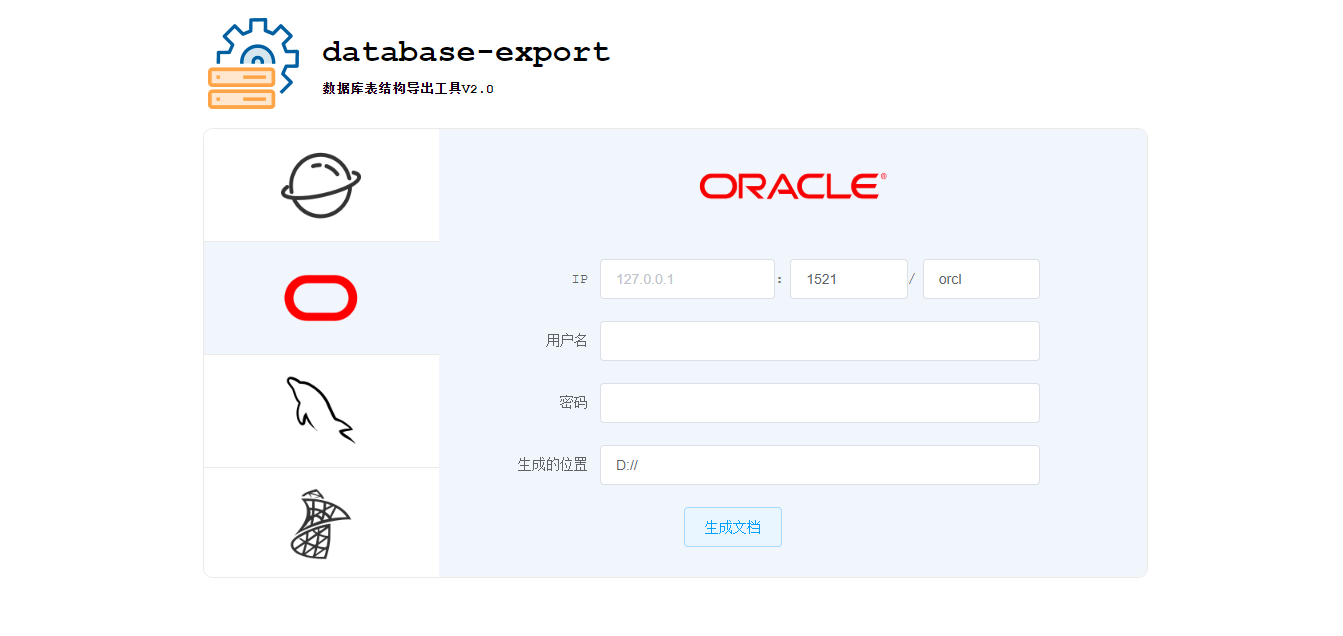 database-export
数据库表结构导出工具V2.0
ORACLE®
IP 127.0.0.1 : 1521 / orcl
用户名
密码
生成的位置 D://
生成文档